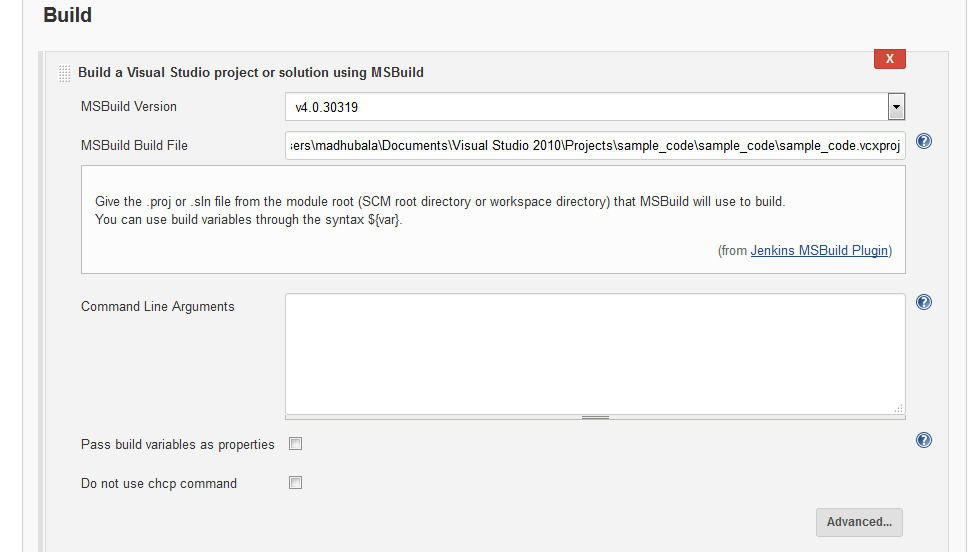 Build
Build a Visual Studio project or solution using MSBuild
X
MSBuild Version
v4.0.30319
MSBuild Build File
sers\madhubala\Documents\Visual Studio 2010\Projects\sample_code\sample_code\sample_code.vcxproj
?
Give the .proj or .sln file from the module root (SCM root directory or workspace directory) that MSBuild will use to build.
You can use build variables through the syntax ${var}.
(from Jenkins MSBuild Plugin)
Command Line Arguments
?
Pass build variables as properties
?
Do not use chcp command
Advanced...